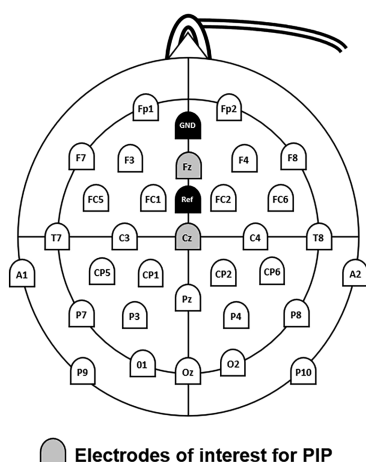 Fp1 Fp2
GND
F7 F3 Fz F4 F8
FC5 FC1 Ref FC2 FC6
T7 C3 Cz C4 T8
A1 CP5 CP1 CP2 CP6 A2
Pz
P7 P3 P4 P8
01 O2
P9 Oz P10
Electrodes of interest for PIP